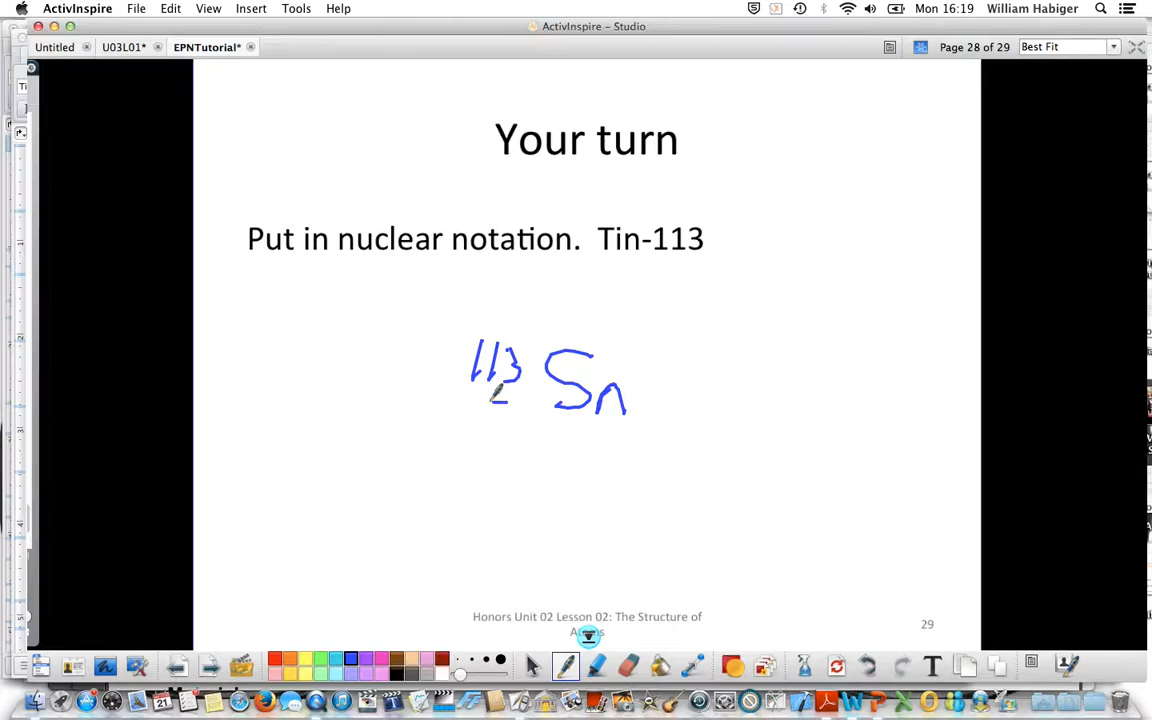 ActivInspire File Edit View Insert Tools Help Mon 16:19 William Habiger
ActivInspire – Studio
Untitled U03L01* EPNTutorial* Page 28 of 29 Best Fit
Your turn
Put in nuclear notation. Tin-113
113 Sn
Honors Unit 02 Lesson 02: The Structure of
29